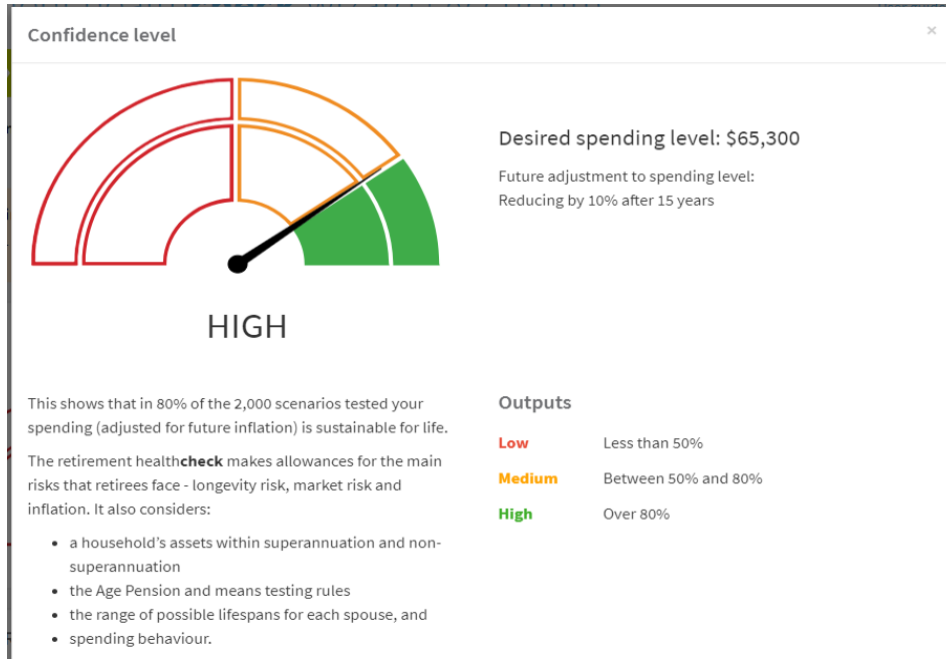 Confidence level
×
Desired spending level: $65,300
Future adjustment to spending level:
Reducing by 10% after 15 years
HIGH
This shows that in 80% of the 2,000 scenarios tested your
spending (adjusted for future inflation) is sustainable for life.
The retirement healthcheck makes allowances for the main
risks that retirees face - longevity risk, market risk and
inflation. It also considers:
• a household's assets within superannuation and non-
superannuation
• the Age Pension and means testing rules
• the range of possible lifespans for each spouse, and
• spending behaviour.
Outputs
Low Less than 50%
Medium Between 50% and 80%
High Over 80%